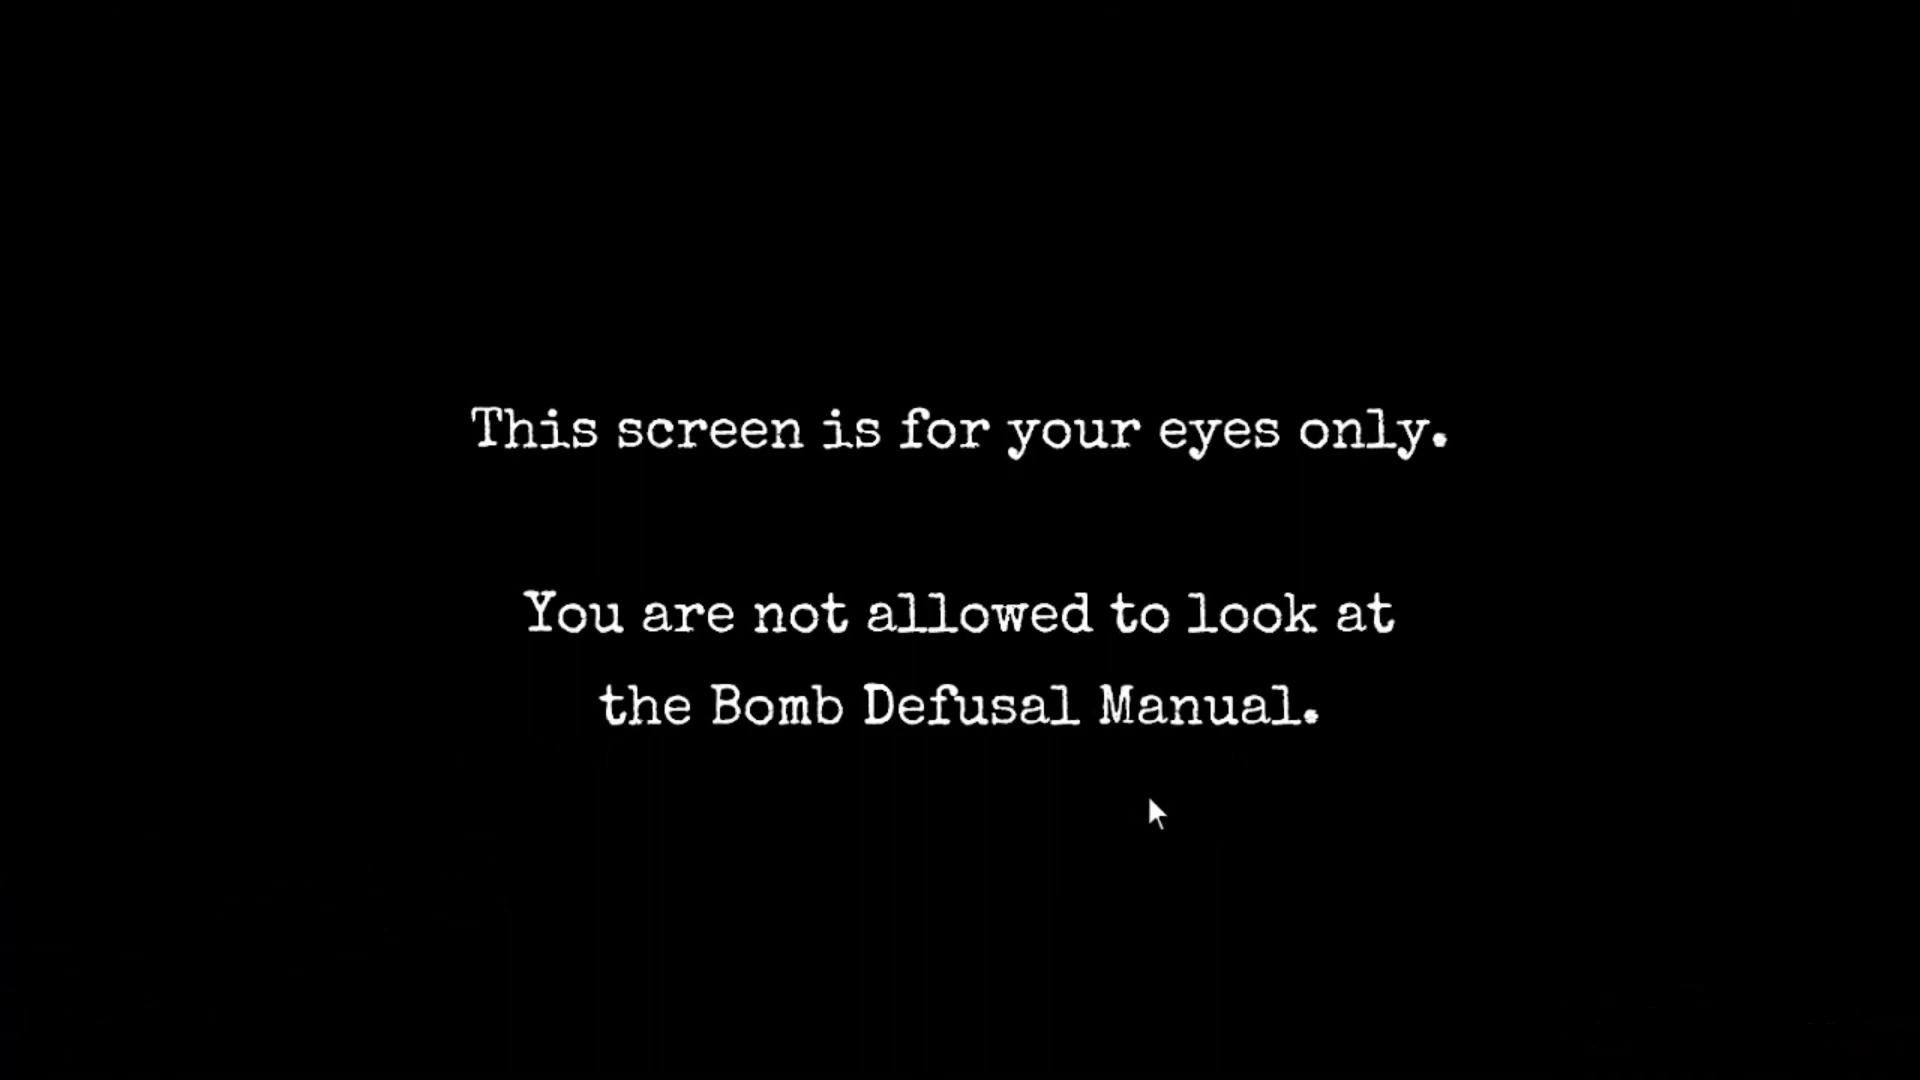 This screen is for your eyes only.
You are not allowed to look at
the Bomb Defusal Manual.